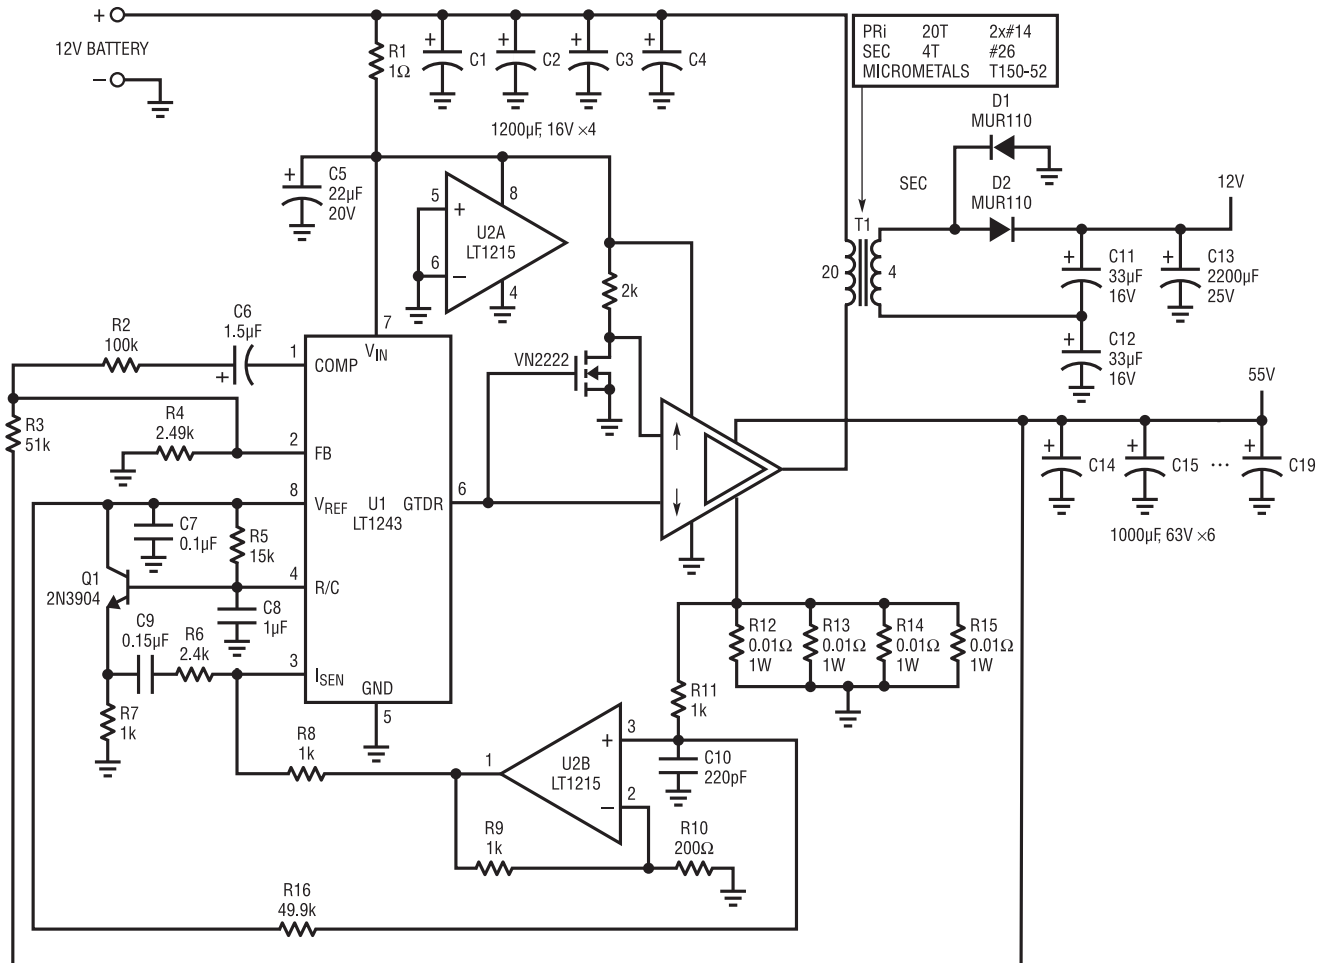 +
12V BATTERY
−
R1
1Ω
+
C1
+
C2
+
C3
+
C4
1200µF, 16V ×4
PRi 20T 2x#14
SEC 4T #26
MICROMETALS T150-52
D1
MUR110
SEC
D2
MUR110
12V
T1
20
4
+
C11
33µF
16V
+
C13
2200µF
25V
+
C12
33µF
16V
+
C5
22µF
20V
5
+
6
−
8
U2A
LT1215
4
2k
VN2222
R2
100k
C6
1.5µF
+
1
COMP
7
VIN
R3
51k
R4
2.49k
2
FB
8
VREF
U1
LT1243
GTDR
6
C7
0.1µF
R5
15k
4
R/C
Q1
2N3904
C8
1µF
C9
0.15µF
R6
2.4k
3
ISEN
GND
5
R7
1k
55V
+
C14
+
C15
...
+
C19
1000µF, 63V ×6
R12
0.01Ω
1W
R13
0.01Ω
1W
R14
0.01Ω
1W
R15
0.01Ω
1W
R11
1k
R8
1k
1
U2B
LT1215
+
3
−
2
C10
220pF
R9
1k
R10
200Ω
R16
49.9k